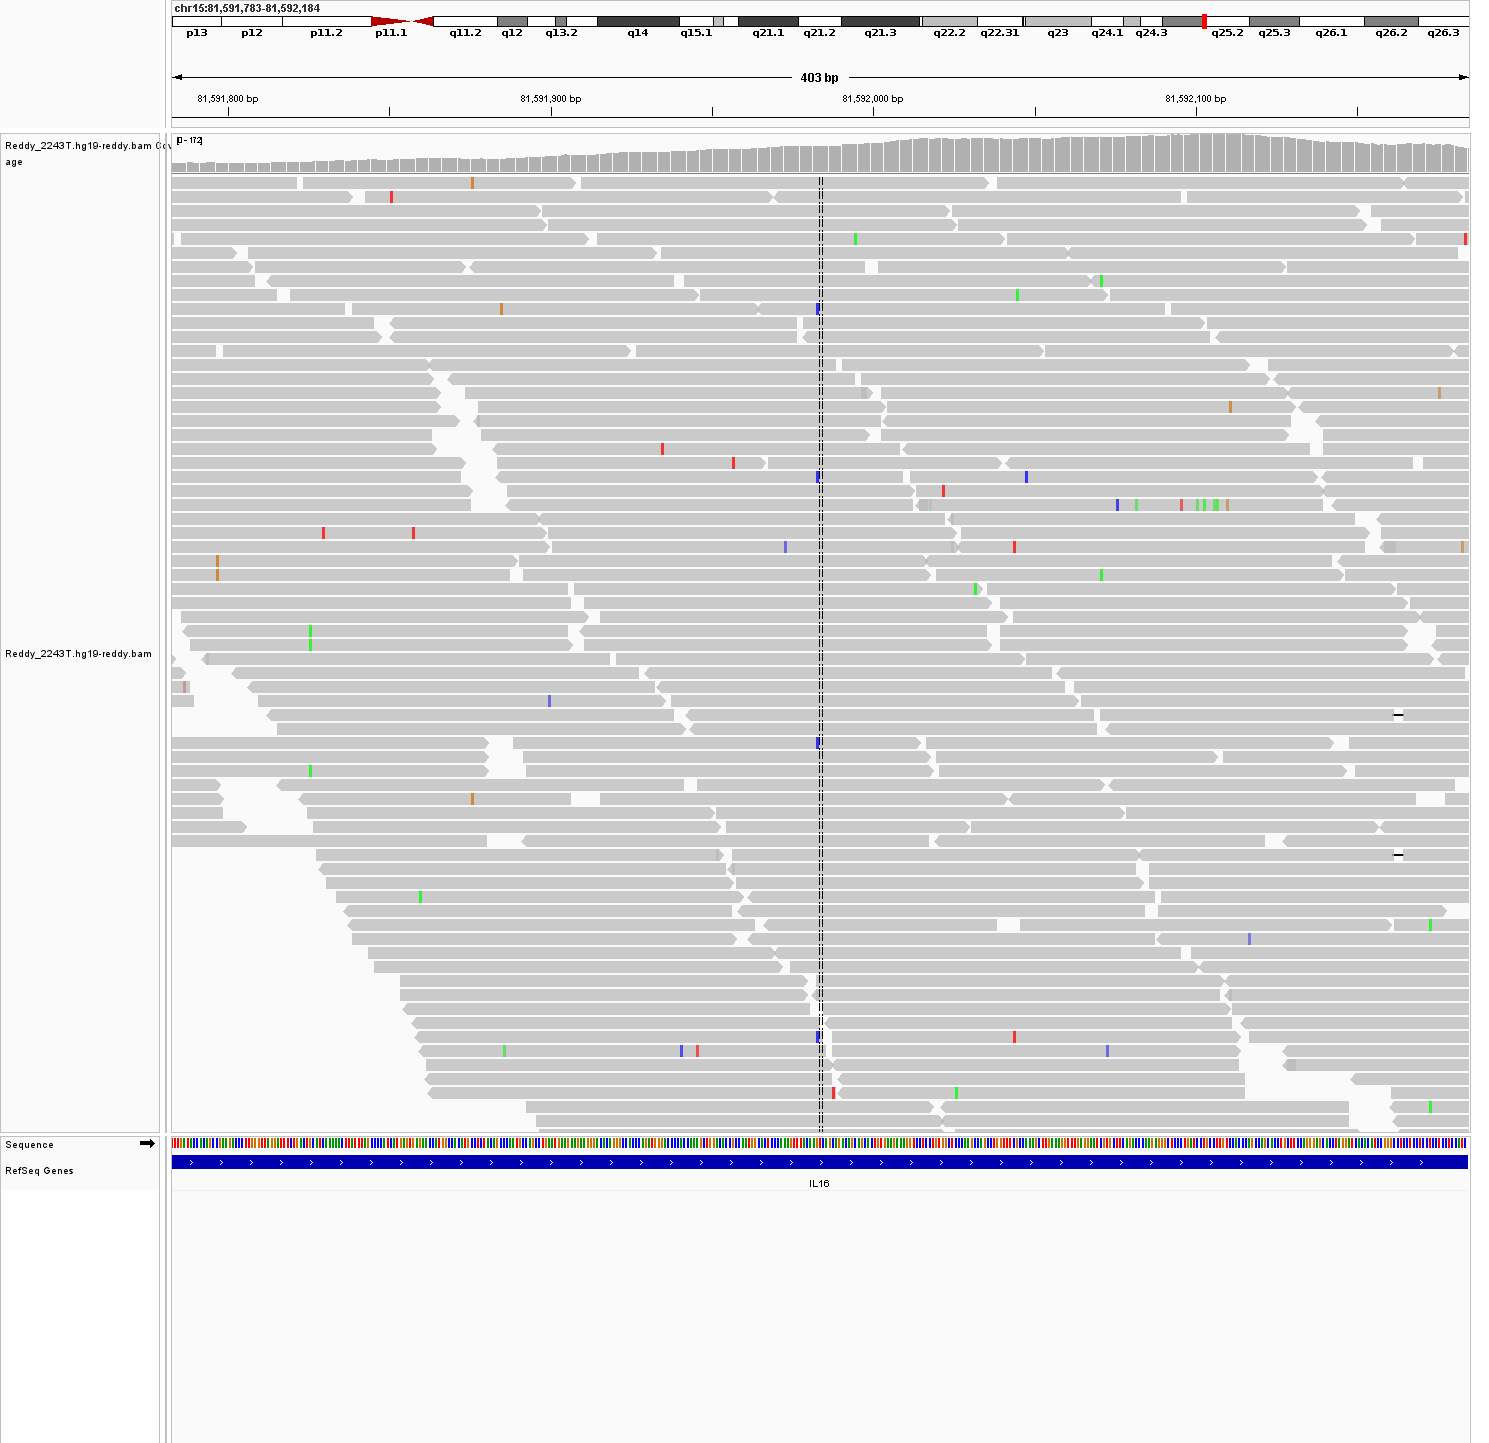 chr15:81,591,783-81,592,184
p13 p12 p11.2 p11.1 q11.2 q12 q13.2 q14 q15.1 q21.1 q21.2 q21.3 q22.2 q22.31 q23 q24.1 q24.3 q25.2 q25.3 q26.1 q26.2 q26.3
403 bp
81,591,800 bp 81,591,900 bp 81,592,000 bp 81,592,100 bp
Reddy_2243T.hg19-reddy.bam Cov
age
[0 - 172]
Reddy_2243T.hg19-reddy.bam
Sequence
RefSeq Genes
IL16